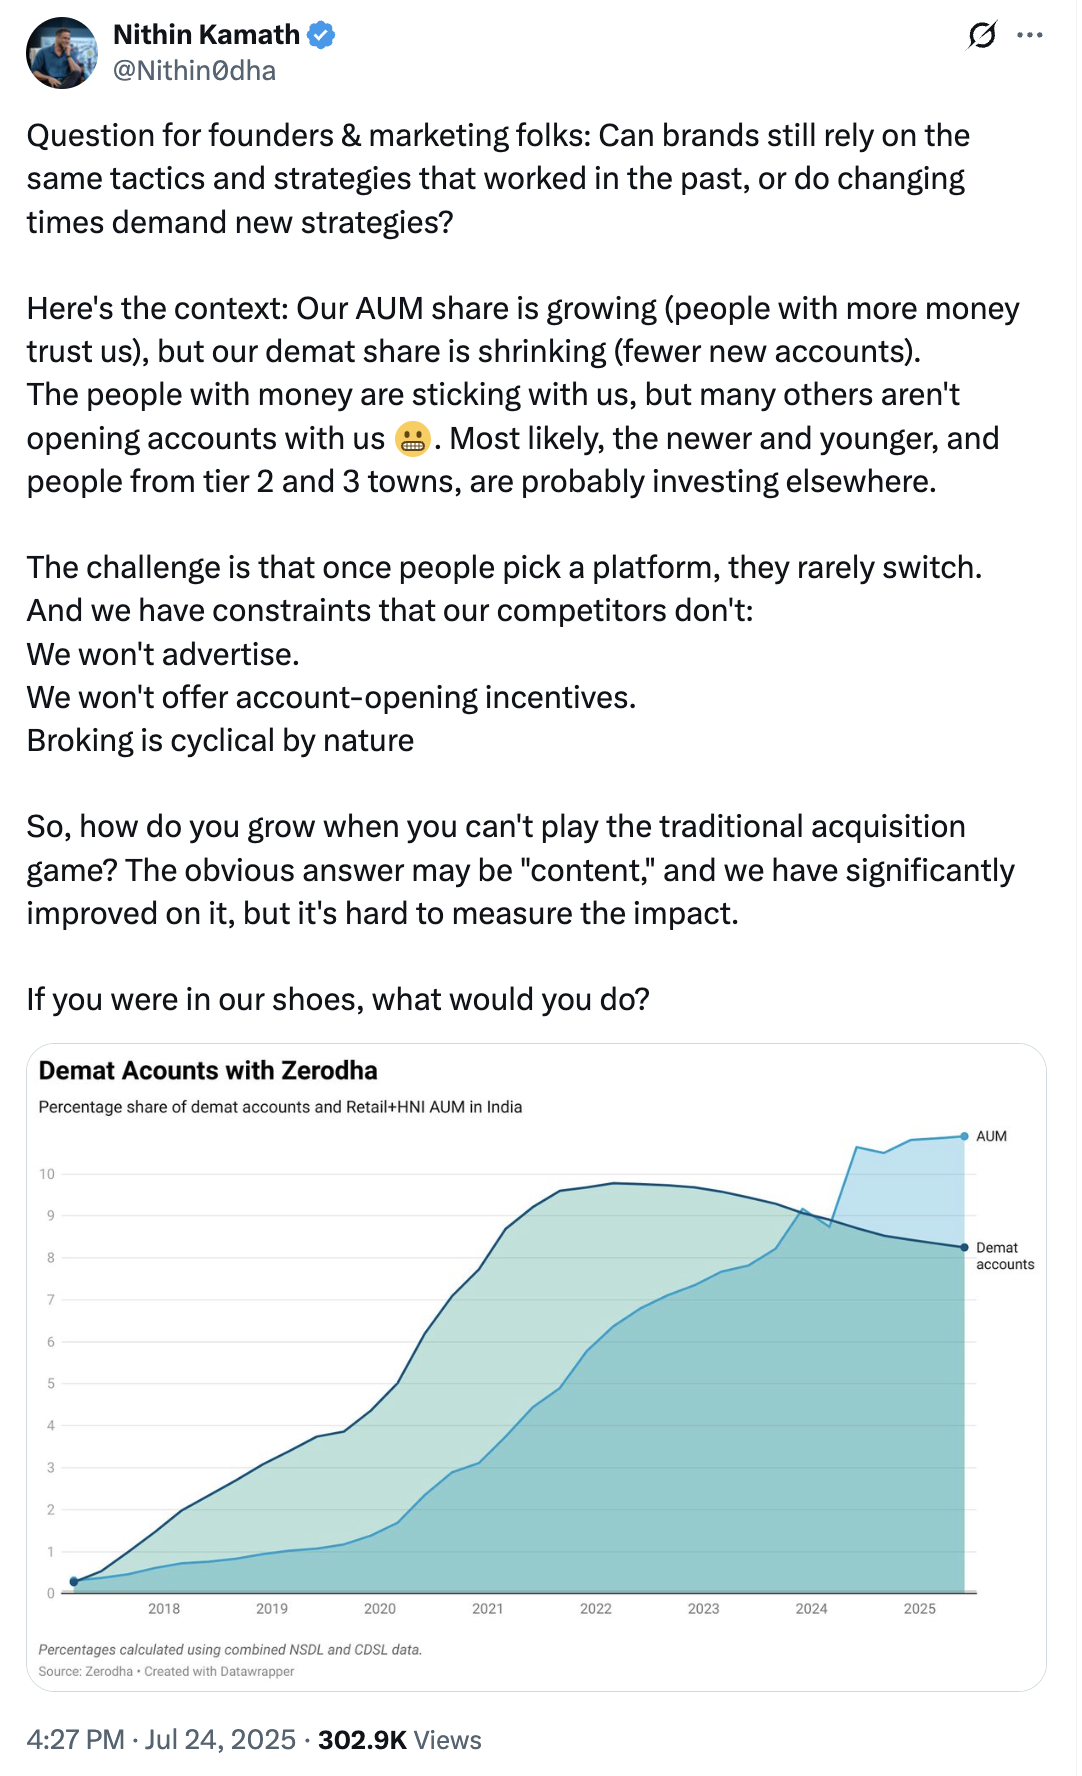 Nithin Kamath
@Nithin0dha
Question for founders & marketing folks: Can brands still rely on the
same tactics and strategies that worked in the past, or do changing
times demand new strategies?
Here's the context: Our AUM share is growing (people with more money
trust us), but our demat share is shrinking (fewer new accounts).
The people with money are sticking with us, but many others aren't
opening accounts with us 😬. Most likely, the newer and younger, and
people from tier 2 and 3 towns, are probably investing elsewhere.
The challenge is that once people pick a platform, they rarely switch.
And we have constraints that our competitors don't:
We won't advertise.
We won't offer account-opening incentives.
Broking is cyclical by nature
So, how do you grow when you can't play the traditional acquisition
game? The obvious answer may be "content," and we have significantly
improved on it, but it's hard to measure the impact.
If you were in our shoes, what would you do?
Demat Acounts with Zerodha
Percentage share of demat accounts and Retail+HNI AUM in India
AUM
10
9
Demat
accounts
8
7
6
5
4
3
2
1
0
2018 2019 2020 2021 2022 2023 2024 2025
Percentages calculated using combined NSDL and CDSL data.
Source: Zerodha • Created with Datawrapper
4:27 PM · Jul 24, 2025 · 302.9K Views